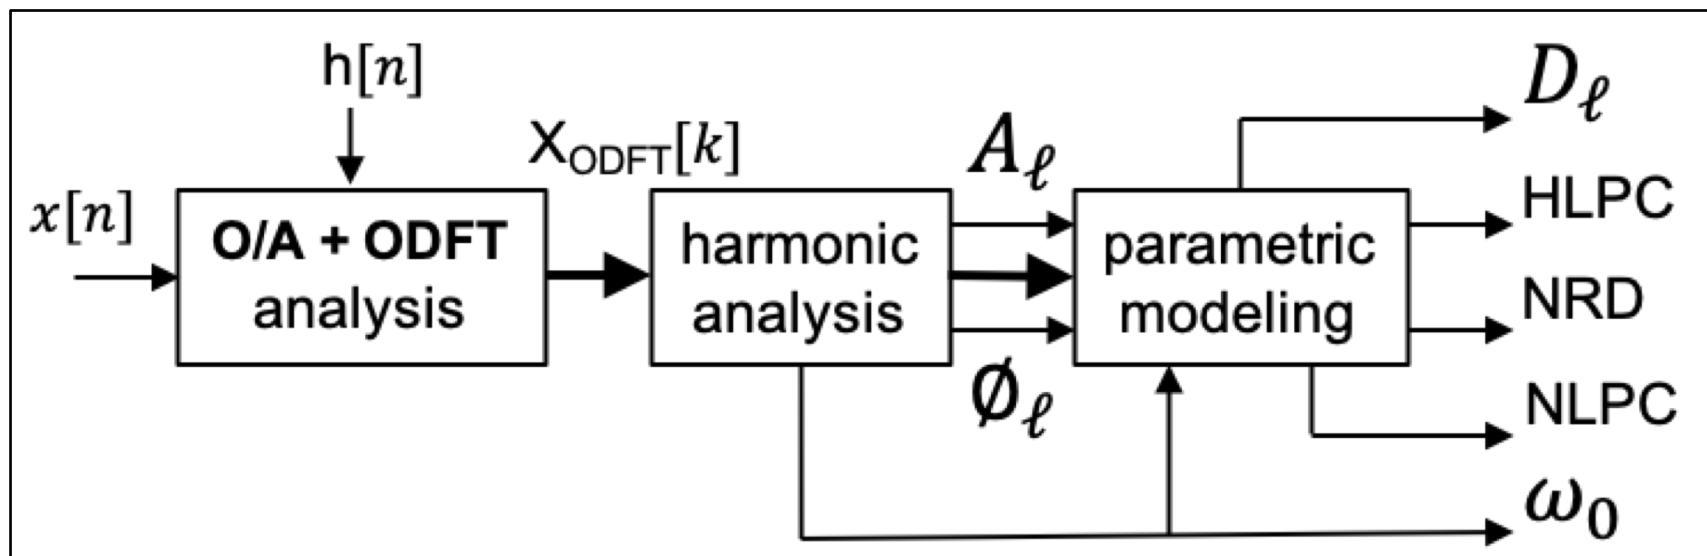 h[n]
x[n]
O/A + ODFT
analysis
X_ODFT[k]
harmonic
analysis
A_ℓ
Ø_ℓ
parametric
modeling
D_ℓ
HLPC
NRD
NLPC
ω_0